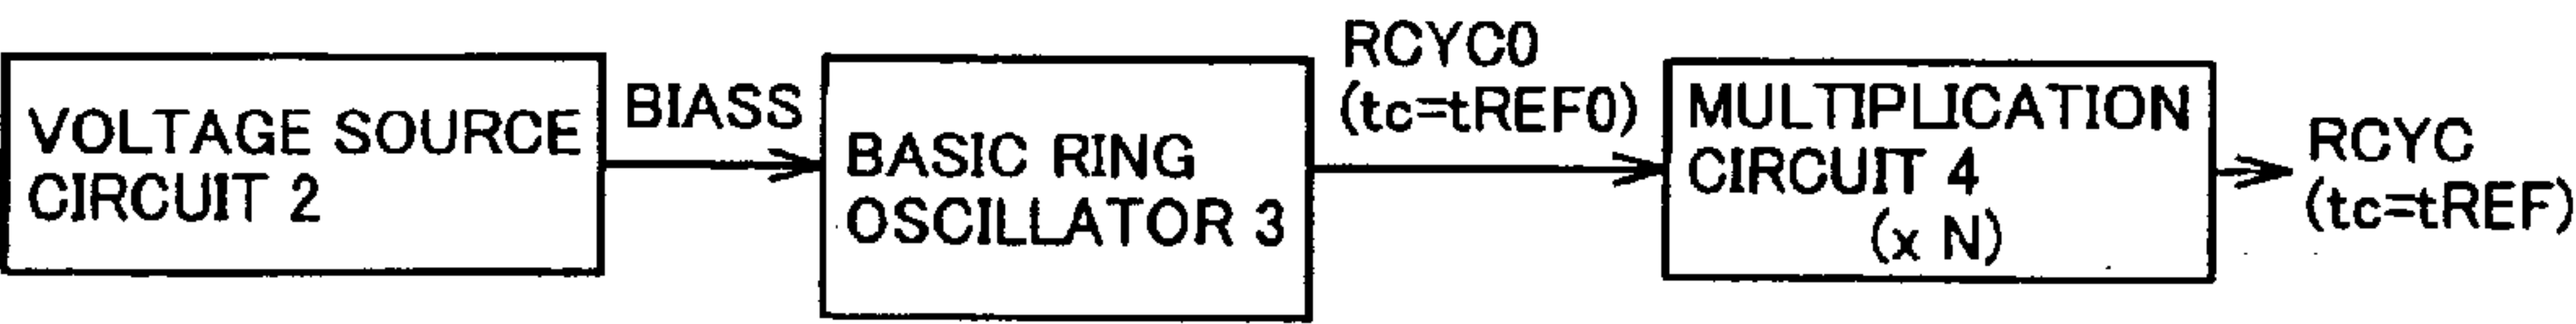 VOLTAGE SOURCE
CIRCUIT 2
BIASS
BASIC RING
OSCILLATOR 3
RCYC0
(tc=tREF0)
MULTIPLICATION
CIRCUIT 4
(x N)
RCYC
(tc=tREF)